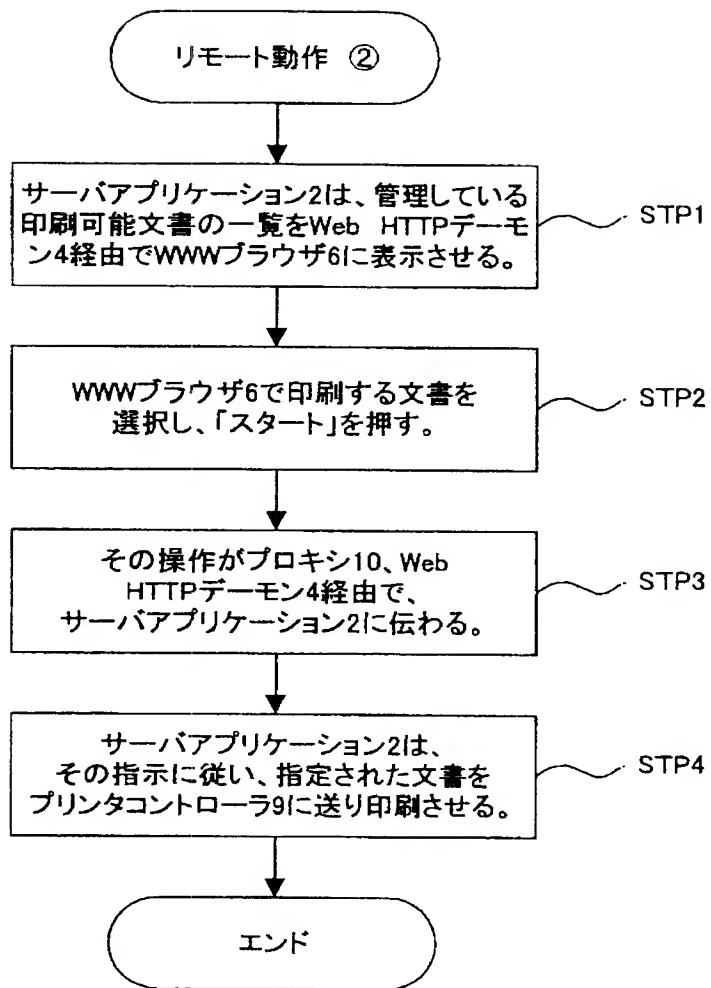 リモート動作 ②
サーバアプリケーション2は、管理している
印刷可能文書の一覧をWeb HTTPデーモ
ン4経由でWWWブラウザ6に表示させる。
STP1
WWWブラウザ6で印刷する文書を
選択し、「スタート」を押す。
STP2
その操作がプロキシ10、Web
HTTPデーモン4経由で、
サーバアプリケーション2に伝わる。
STP3
サーバアプリケーション2は、
その指示に従い、指定された文書を
プリンタコントローラ9に送り印刷させる。
STP4
エンド